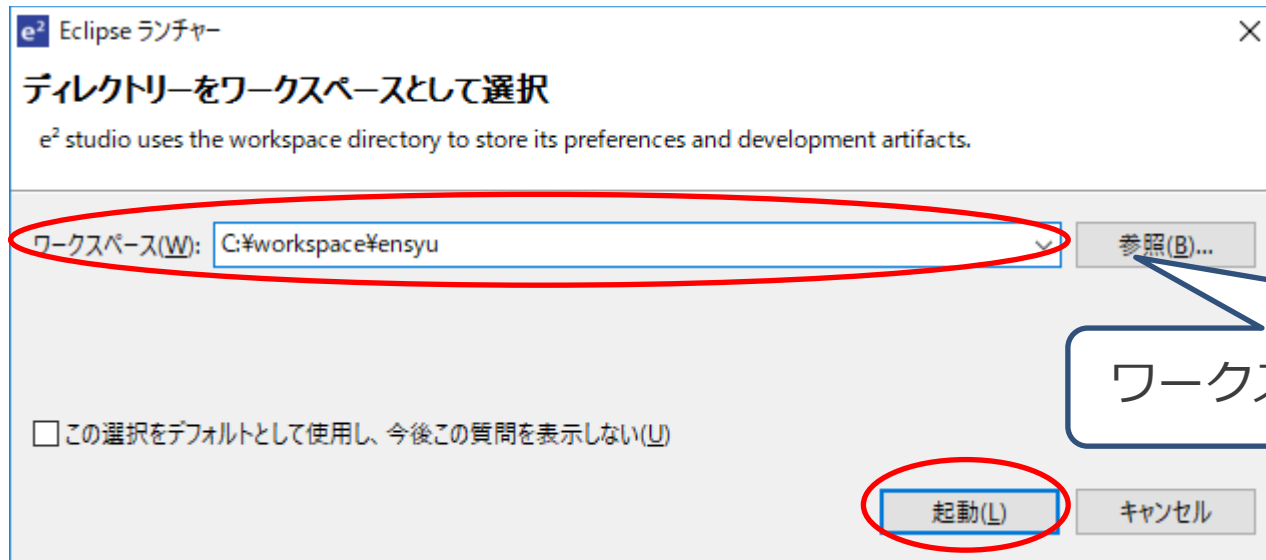 e² Eclipse ランチャー
ディレクトリーをワークスペースとして選択
e² studio uses the workspace directory to store its preferences and development artifacts.
ワークスペース(W): C:¥workspace¥ensyu 参照(B)...
ワーク
この選択をデフォルトとして使用し、今後この質問を表示しない(U)
起動(L) キャンセル